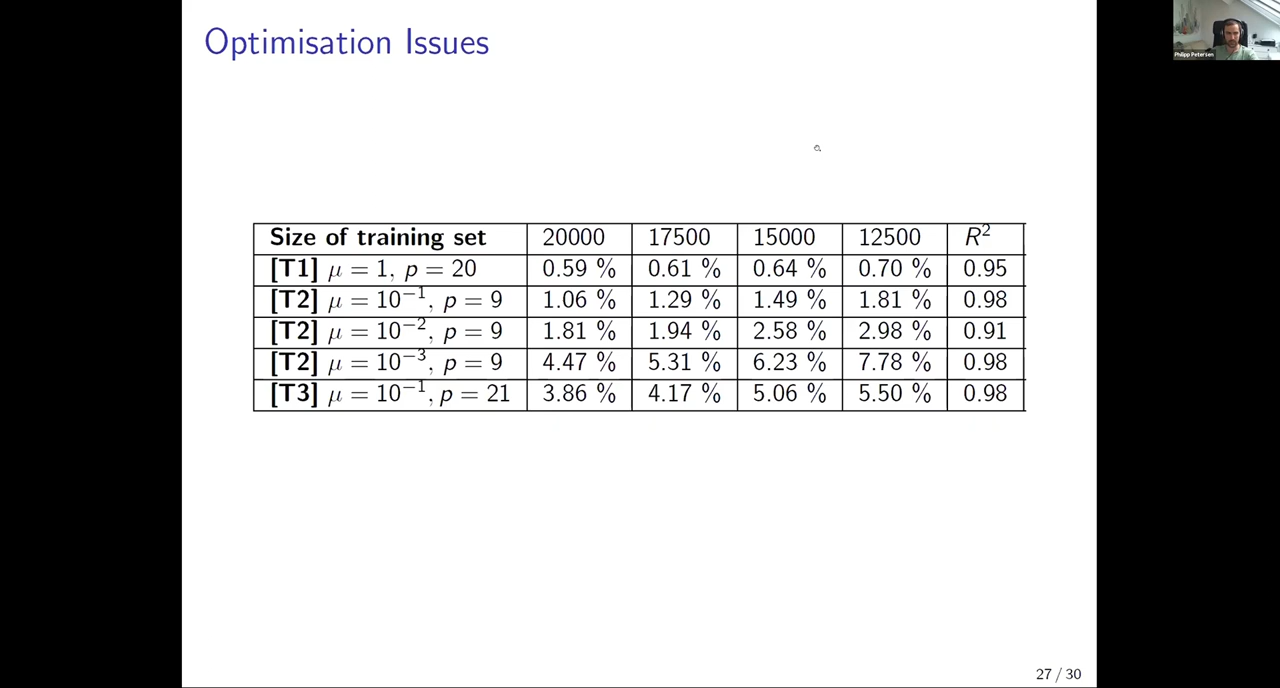 Optimisation Issues
Philipp Petersen
Size of training set 20000 17500 15000 12500 R²
[T1] μ = 1, p = 20 0.59 % 0.61 % 0.64 % 0.70 % 0.95
[T2] μ = 10⁻¹, p = 9 1.06 % 1.29 % 1.49 % 1.81 % 0.98
[T2] μ = 10⁻², p = 9 1.81 % 1.94 % 2.58 % 2.98 % 0.91
[T2] μ = 10⁻³, p = 9 4.47 % 5.31 % 6.23 % 7.78 % 0.98
[T3] μ = 10⁻¹, p = 21 3.86 % 4.17 % 5.06 % 5.50 % 0.98
27 / 30